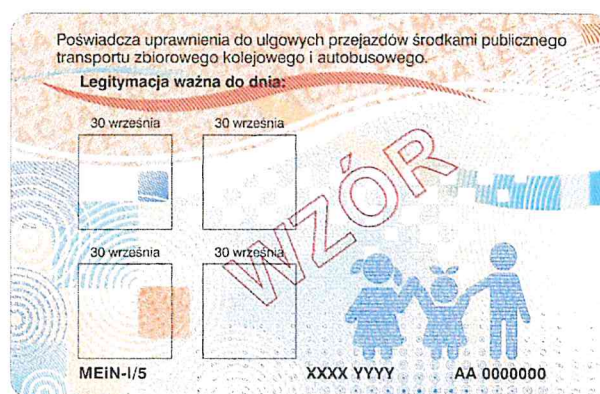 Poświadcza uprawnienia do ulgowych przejazdów środkami publicznego
transportu zbiorowego kolejowego i autobusowego.
Legitymacja ważna do dnia:
30 września 30 września
WZÓR
30 września 30 września
MEiN-I/5 XXXX YYYY AA 0000000